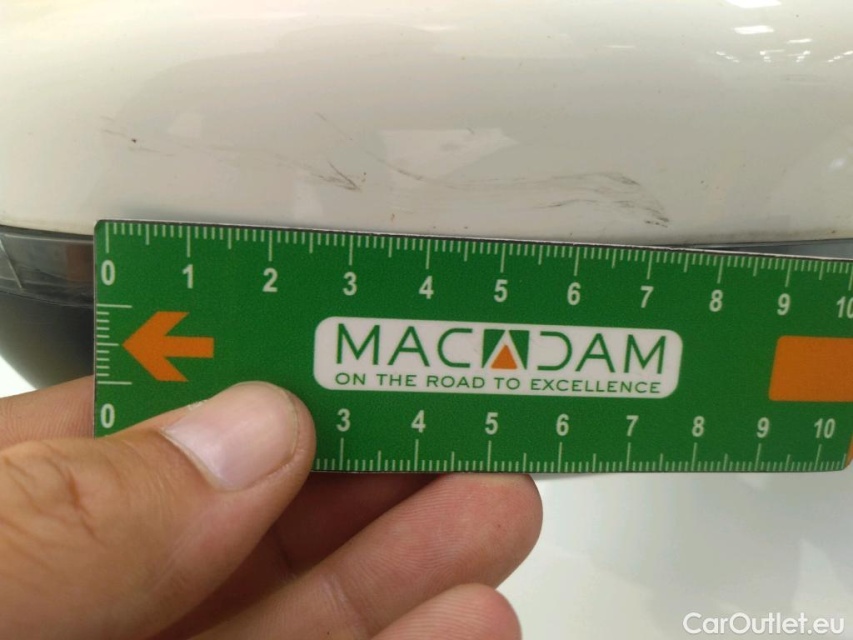 0 1 2 3 4 5 6 7 8 9 10
MACADAM
ON THE ROAD TO EXCELLENCE
0 3 4 5 6 7 8 9 10
CarOutlet.eu